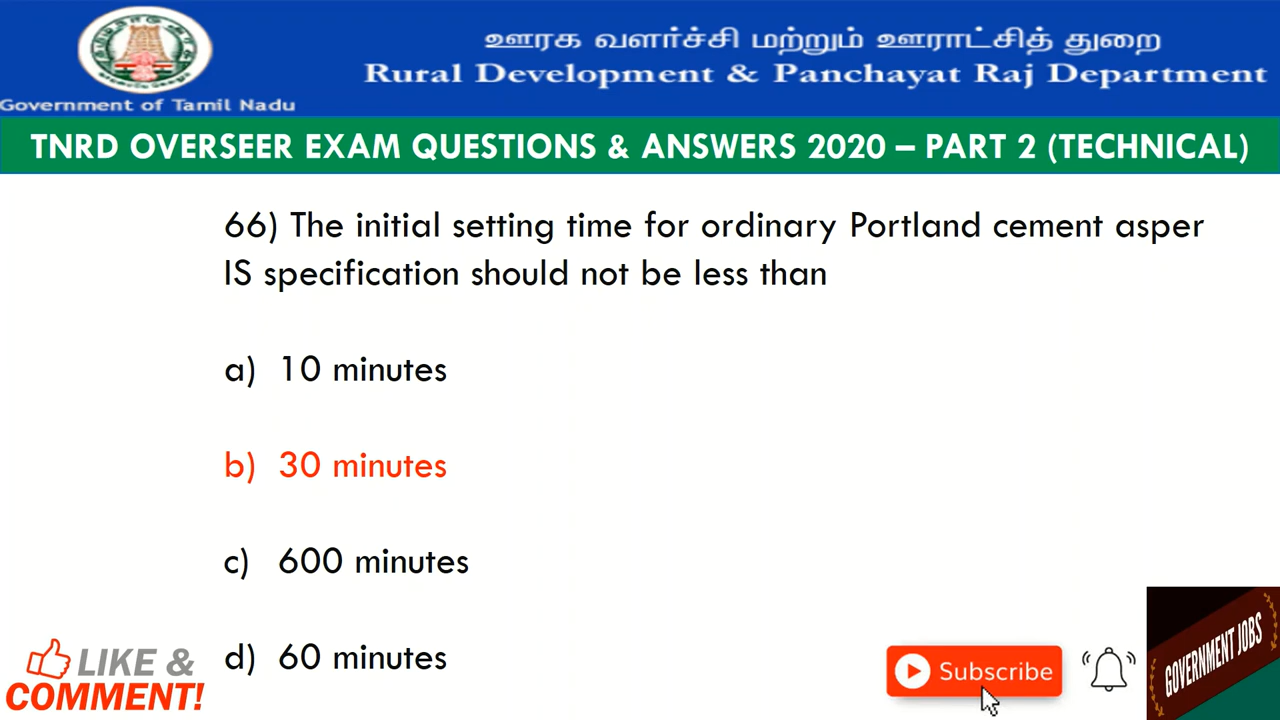 ஊரக வளர்ச்சி மற்றும் ஊராட்சித் துறை
Rural Development & Panchayat Raj Department
Government of Tamil Nadu
TNRD OVERSEER EXAM QUESTIONS & ANSWERS 2020 – PART 2 (TECHNICAL)
66) The initial setting time for ordinary Portland cement asper
IS specification should not be less than
a) 10 minutes
b) 30 minutes
c) 600 minutes
d) 60 minutes
LIKE &
COMMENT!
Subscribe
GOVERNMENT JOBS